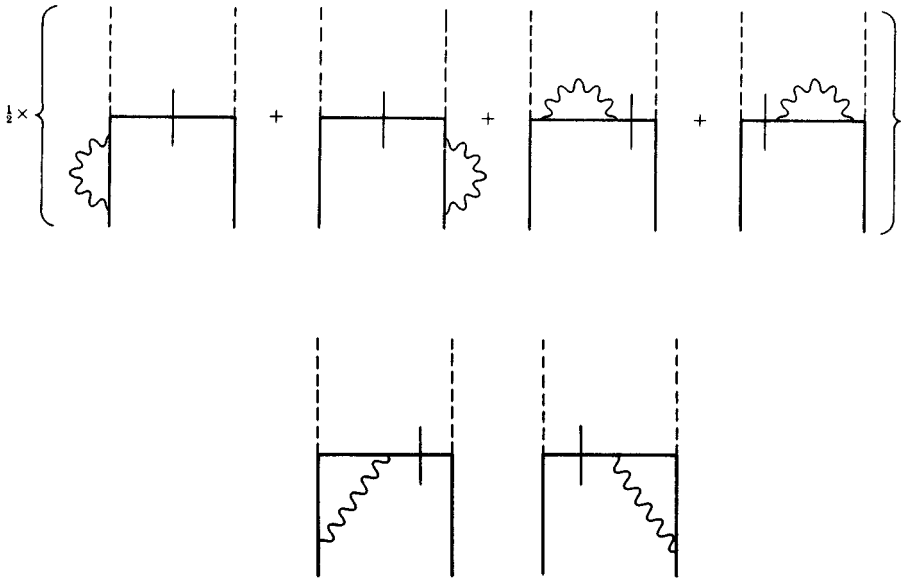 ½ × { + + + }